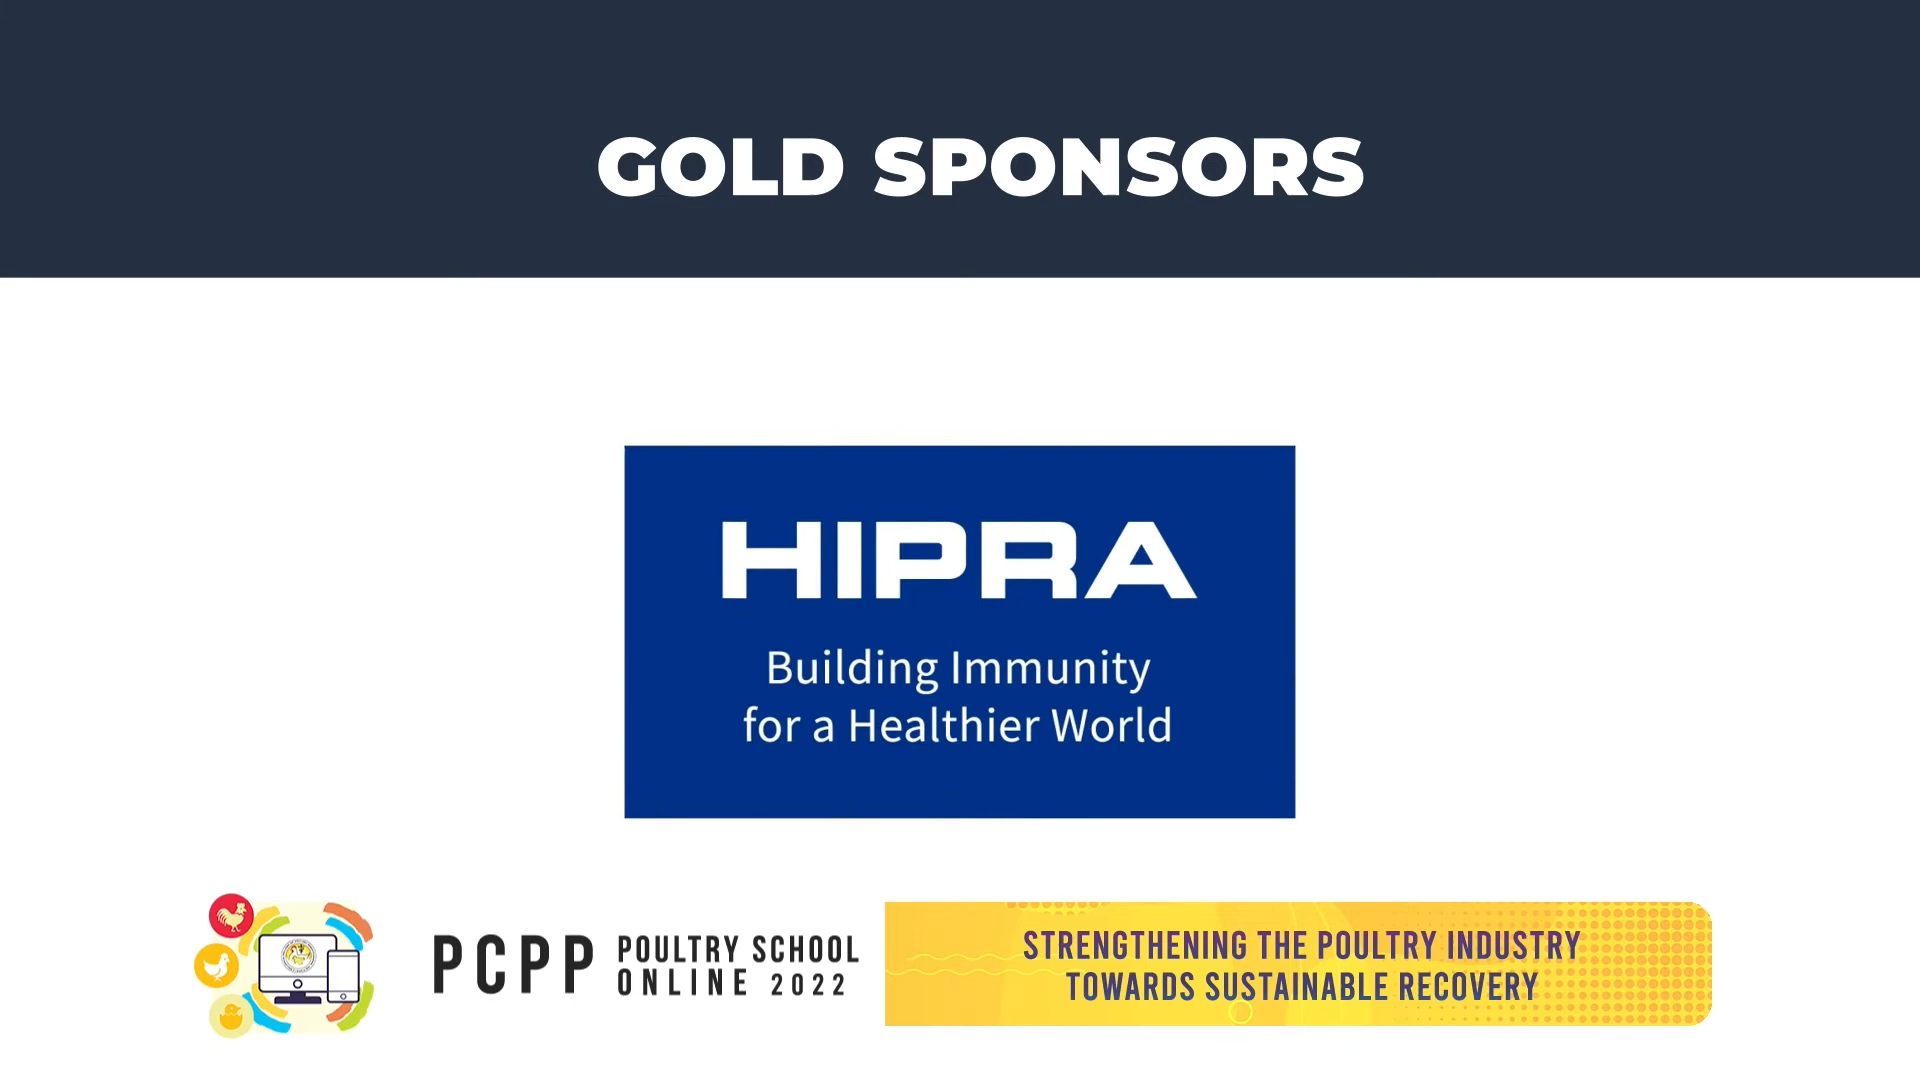 GOLD SPONSORS
HIPRA
Building Immunity
for a Healthier World
PCPP
POULTRY SCHOOL
ONLINE 2022
STRENGTHENING THE POULTRY INDUSTRY
TOWARDS SUSTAINABLE RECOVERY